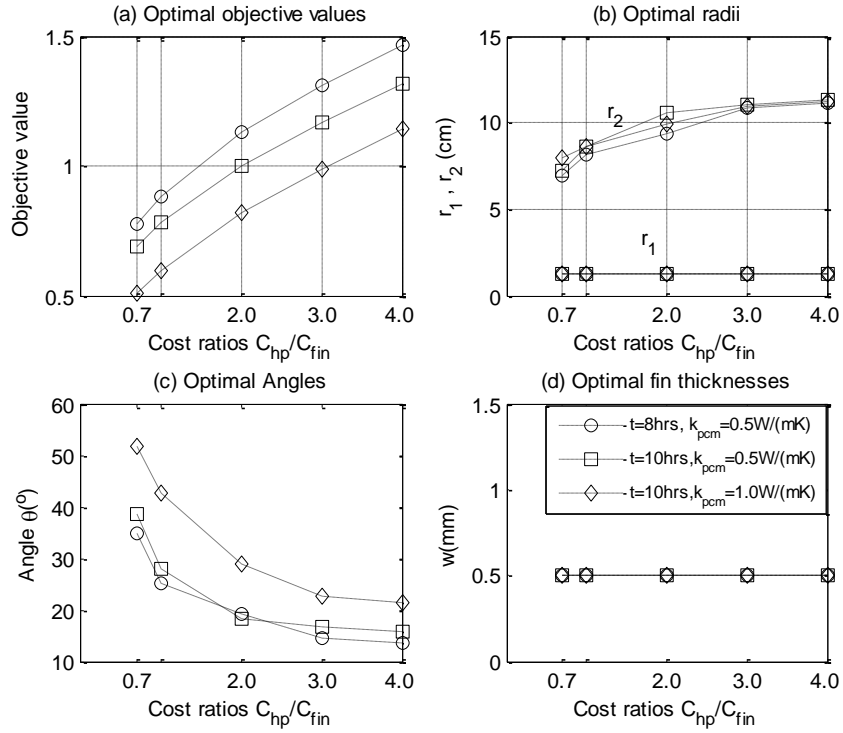 (a) Optimal objective values
1.5
1
0.5
Objective value
0.7
2.0
3.0
4.0
Cost ratios C_hp/C_fin
(b) Optimal radii
15
10
5
0
r_1 , r_2 (cm)
r_2
r_1
0.7
2.0
3.0
4.0
Cost ratios C_hp/C_fin
(c) Optimal Angles
60
50
40
30
20
10
Angle θ(º)
0.7
2.0
3.0
4.0
Cost ratios C_hp/C_fin
(d) Optimal fin thicknesses
1.5
1
0.5
0
w(mm)
t=8hrs, k_pcm=0.5W/(mK)
t=10hrs,k_pcm=0.5W/(mK)
t=10hrs,k_pcm=1.0W/(mK)
0.7
2.0
3.0
4.0
Cost ratios C_hp/C_fin